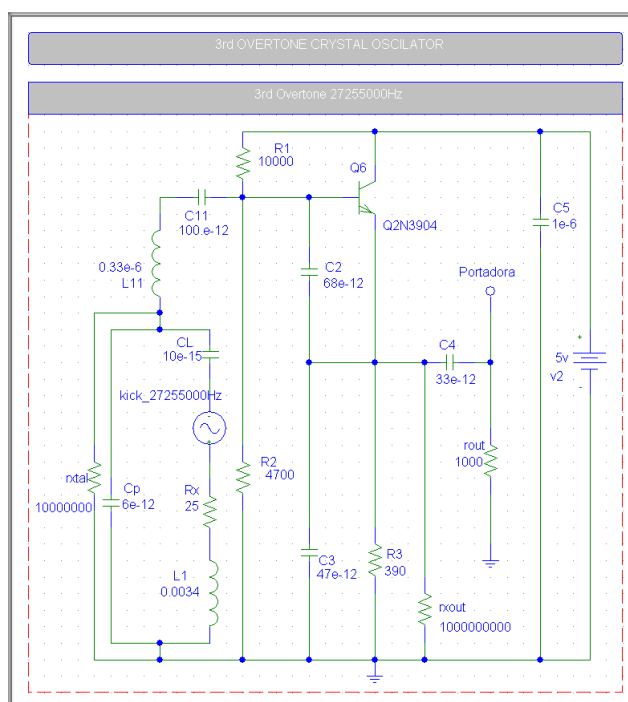 3rd OVERTONE CRYSTAL OSCILATOR
3rd Overtone 27255000Hz
R1
10000
Q6
Q2N3904
C11
100.e-12
C5
1e-6
0.33e-6
L11
C2
68e-12
Portadora
CL
10e-15
C4
33e-12
+
5v
v2
-
kick_27255000Hz
+
rxtal
10000000
Cp
6e-12
Rx
25
R2
4700
rout
1000
L1
0.0034
C3
47e-12
R3
390
rxout
1000000000